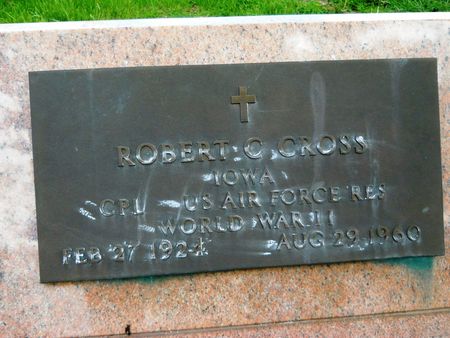 ROBERT C CROSS
IOWA
CPL US AIR FORCE RES
WORLD WAR II
FEB 27 1924 AUG 29 1960